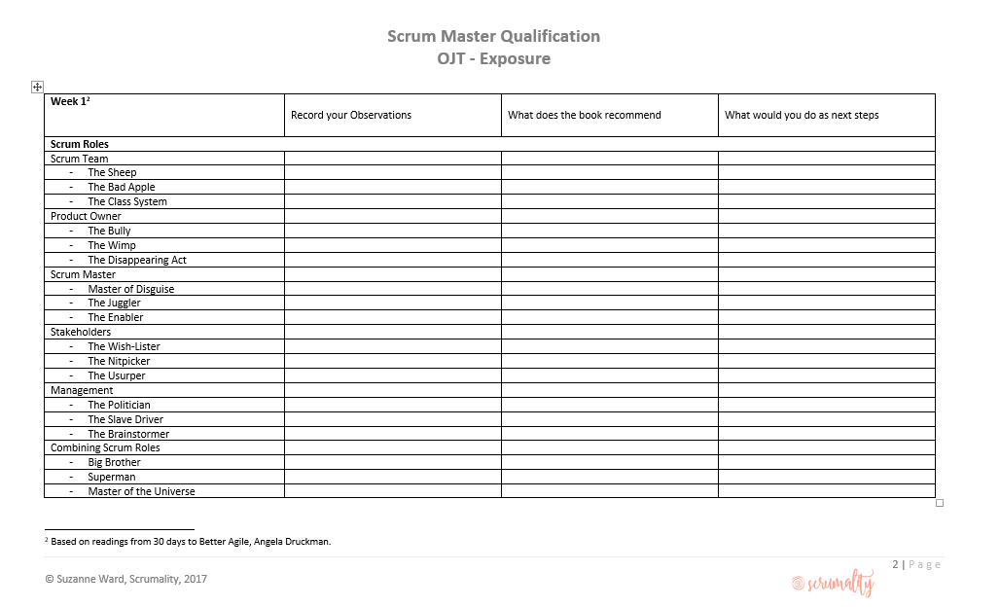 Scrum Master Qualification
OJT - Exposure
Week 1²
Record your Observations
What does the book recommend
What would you do as next steps
Scrum Roles
Scrum Team
- The Sheep
- The Bad Apple
- The Class System
Product Owner
- The Bully
- The Wimp
- The Disappearing Act
Scrum Master
- Master of Disguise
- The Juggler
- The Enabler
Stakeholders
- The Wish-Lister
- The Nitpicker
- The Usurper
Management
- The Politician
- The Slave Driver
- The Brainstormer
Combining Scrum Roles
- Big Brother
- Superman
- Master of the Universe
² Based on readings from 30 days to Better Agile, Angela Druckman.
2 | Page
© Suzanne Ward, Scrumality, 2017
scrumality